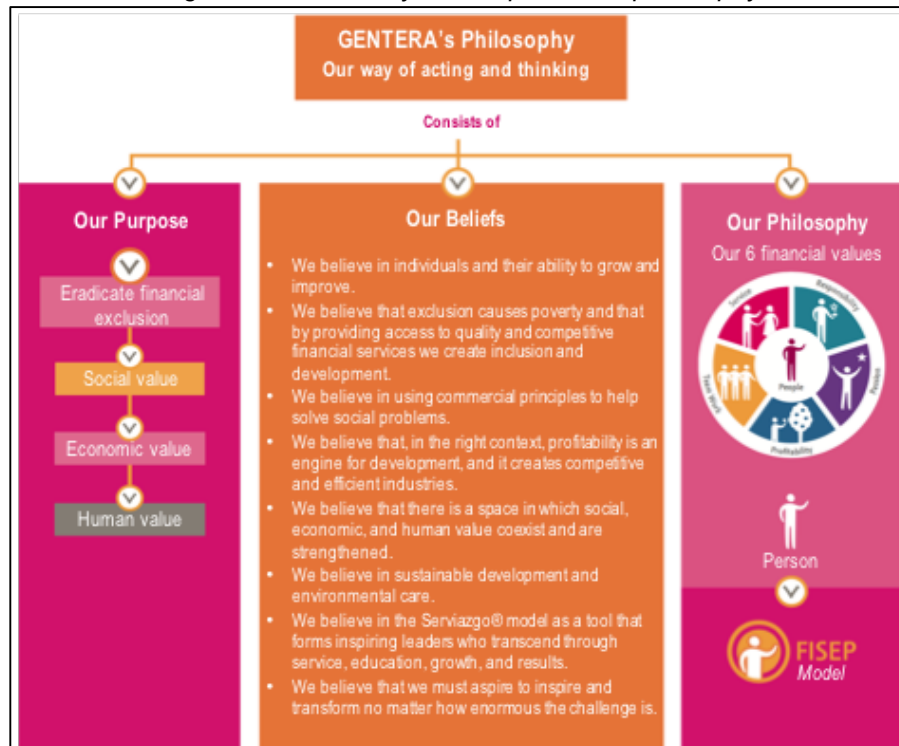 GENTERA's Philosophy
Our way of acting and thinking
Consists of
Our Purpose
Eradicate financial
exclusion
Social value
Economic value
Human value
Our Beliefs
• We believe in individuals and their ability to grow and
improve.
• We believe that exclusion causes poverty and that
by providing access to quality and competitive
financial services we create inclusion and
development.
• We believe in using commercial principles to help
solve social problems.
• We believe that, in the right context, profitability is an
engine for development, and it creates competitive
and efficient industries.
• We believe that there is a space in which social,
economic, and human value coexist and are
strengthened.
• We believe in sustainable development and
environmental care.
• We believe in the Serviazgo® model as a tool that
forms inspiring leaders who transcend through
service, education, growth, and results.
• We believe that we must aspire to inspire and
transform no matter how enormous the challenge is.
Our Philosophy
Our 6 financial values
Service
Responsibility
Passion
Profitability
Team Work
People
Person
FISEP
Model